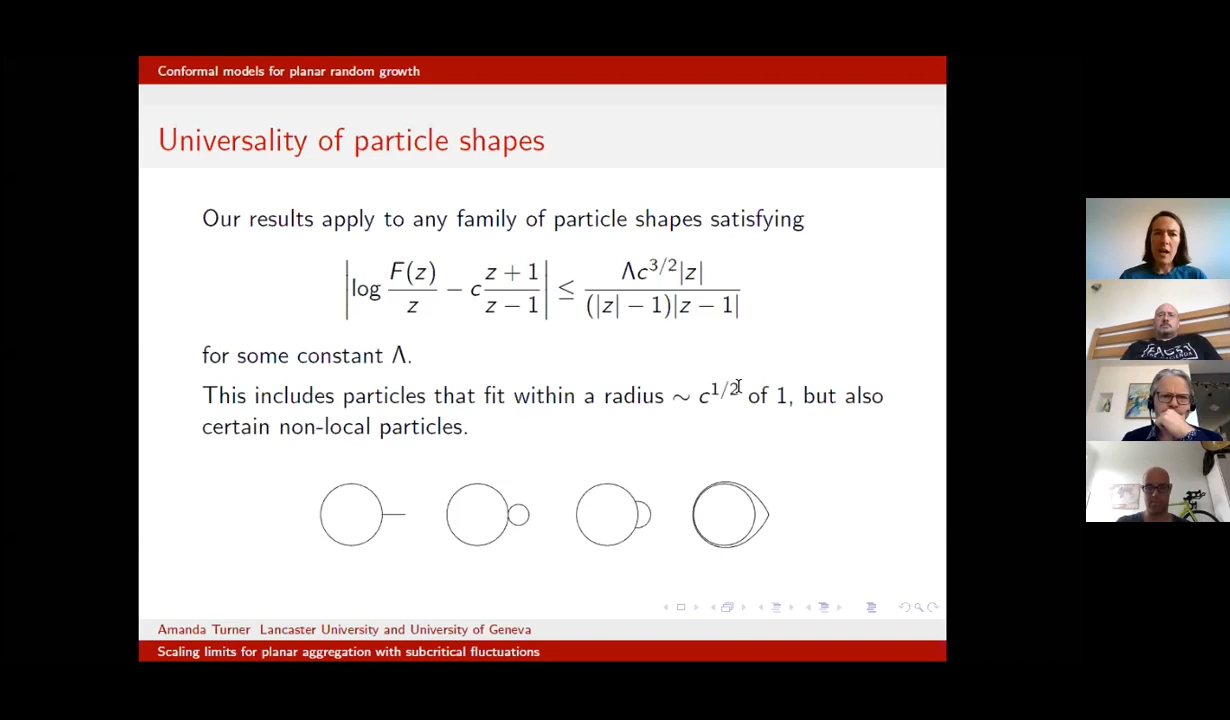 Conformal models for planar random growth
Universality of particle shapes
Our results apply to any family of particle shapes satisfying
|log F(z)/z − c (z + 1)/(z − 1)| ≤ Λc^{3/2}|z| / ((|z| − 1)|z − 1|)
for some constant Λ.
This includes particles that fit within a radius ∼ c^{1/2} of 1, but also
certain non-local particles.
Amanda Turner Lancaster University and University of Geneva
Scaling limits for planar aggregation with subcritical fluctuations